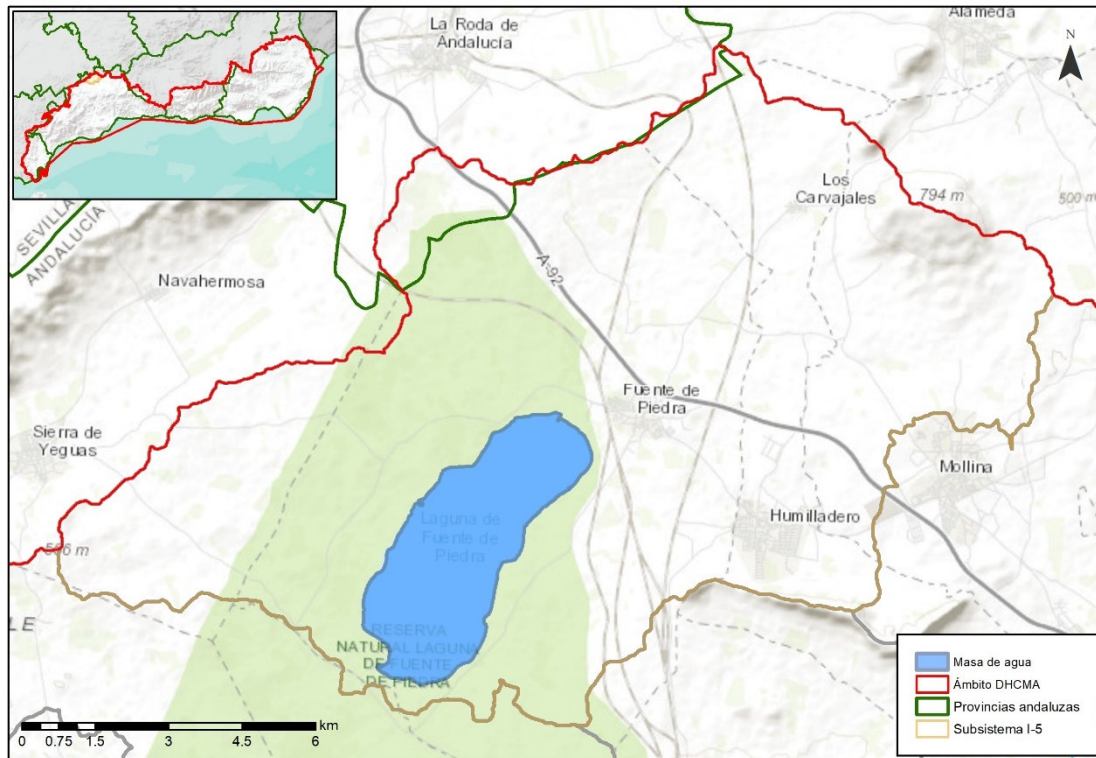 La Roda de
Andalucía
Alameda
N
Los
Carvajales
794 m
500 m
SEVILLA
ANDALUCÍA
Navahermosa
A-92
Fuente de
Piedra
Sierra de
Yeguas
Mollina
Laguna de
Fuente de
Piedra
Humilladero
566 m
LE
RESERVA
NATURAL LAGUNA
DE FUENTE
DE PIEDRA
Masa de agua
Ámbito DHCMA
Provincias andaluzas
Subsistema I-5
km
0 0.75 1.5 3 4.5 6